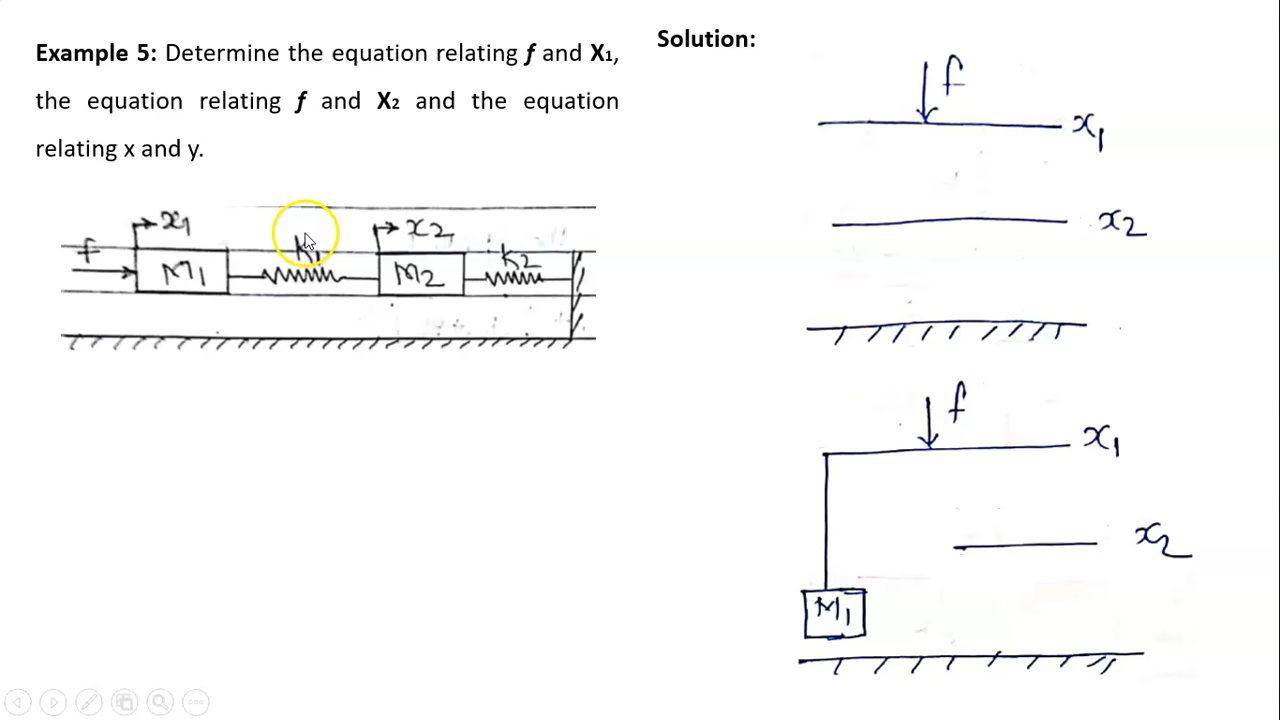 Example 5: Determine the equation relating f and X₁,
the equation relating f and X₂ and the equation
relating x and y.
x1
x2
f
M1
K1
M2
K2
Solution:
f
x1
x2
f
x1
x2
M1